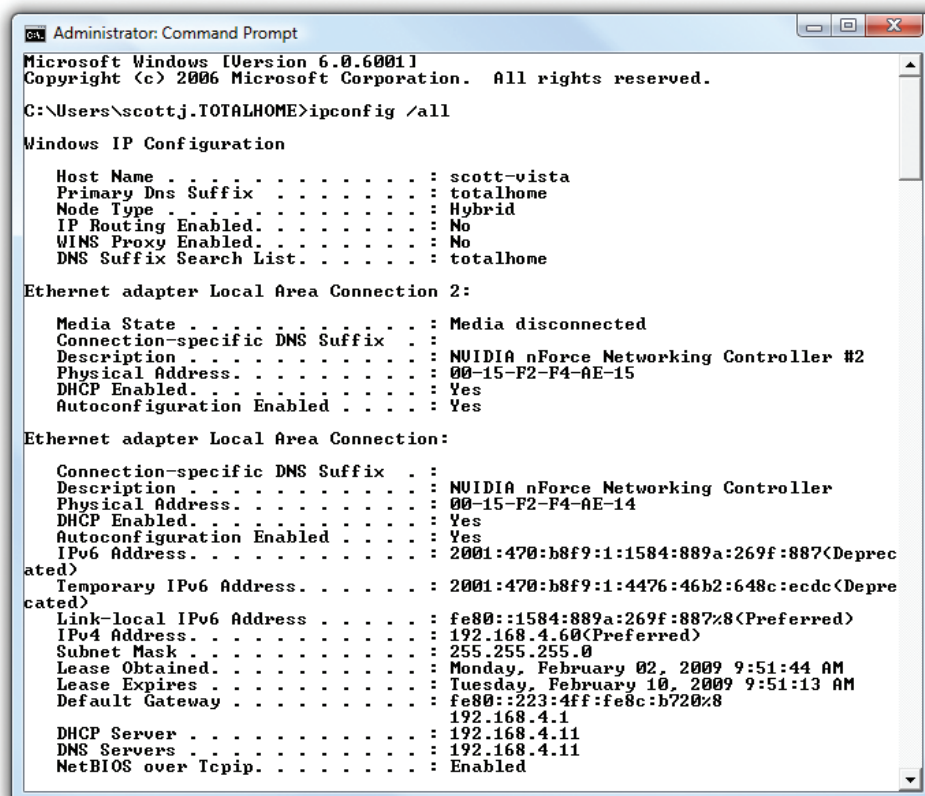 Administrator: Command Prompt
Microsoft Windows [Version 6.0.6001]
Copyright (c) 2006 Microsoft Corporation.  All rights reserved.
C:\Users\scottj.TOTALHOME>ipconfig /all
Windows IP Configuration
Host Name . . . . . . . . . . . . : scott-vista
Primary Dns Suffix  . . . . . . . : totalhome
Node Type . . . . . . . . . . . . : Hybrid
IP Routing Enabled. . . . . . . . : No
WINS Proxy Enabled. . . . . . . . : No
DNS Suffix Search List. . . . . . : totalhome
Ethernet adapter Local Area Connection 2:
Media State . . . . . . . . . . . : Media disconnected
Connection-specific DNS Suffix  . :
Description . . . . . . . . . . . : NVIDIA nForce Networking Controller #2
Physical Address. . . . . . . . . : 00-15-F2-F4-AE-15
DHCP Enabled. . . . . . . . . . . : Yes
Autoconfiguration Enabled . . . . : Yes
Ethernet adapter Local Area Connection:
Connection-specific DNS Suffix  . :
Description . . . . . . . . . . . : NVIDIA nForce Networking Controller
Physical Address. . . . . . . . . : 00-15-F2-F4-AE-14
DHCP Enabled. . . . . . . . . . . : Yes
Autoconfiguration Enabled . . . . : Yes
IPv6 Address. . . . . . . . . . . : 2001:470:b8f9:1:1584:889a:269f:887(Deprec
ated)
Temporary IPv6 Address. . . . . . : 2001:470:b8f9:1:4476:46b2:648c:ecdc(Depre
cated)
Link-local IPv6 Address . . . . . : fe80::1584:889a:269f:887%8(Preferred)
IPv4 Address. . . . . . . . . . . : 192.168.4.60(Preferred)
Subnet Mask . . . . . . . . . . . : 255.255.255.0
Lease Obtained. . . . . . . . . . : Monday, February 02, 2009 9:51:44 AM
Lease Expires . . . . . . . . . . : Tuesday, February 10, 2009 9:51:13 AM
Default Gateway . . . . . . . . . : fe80::223:4ff:fe8c:b720%8
192.168.4.1
DHCP Server . . . . . . . . . . . : 192.168.4.11
DNS Servers . . . . . . . . . . . : 192.168.4.11
NetBIOS over Tcpip. . . . . . . . : Enabled